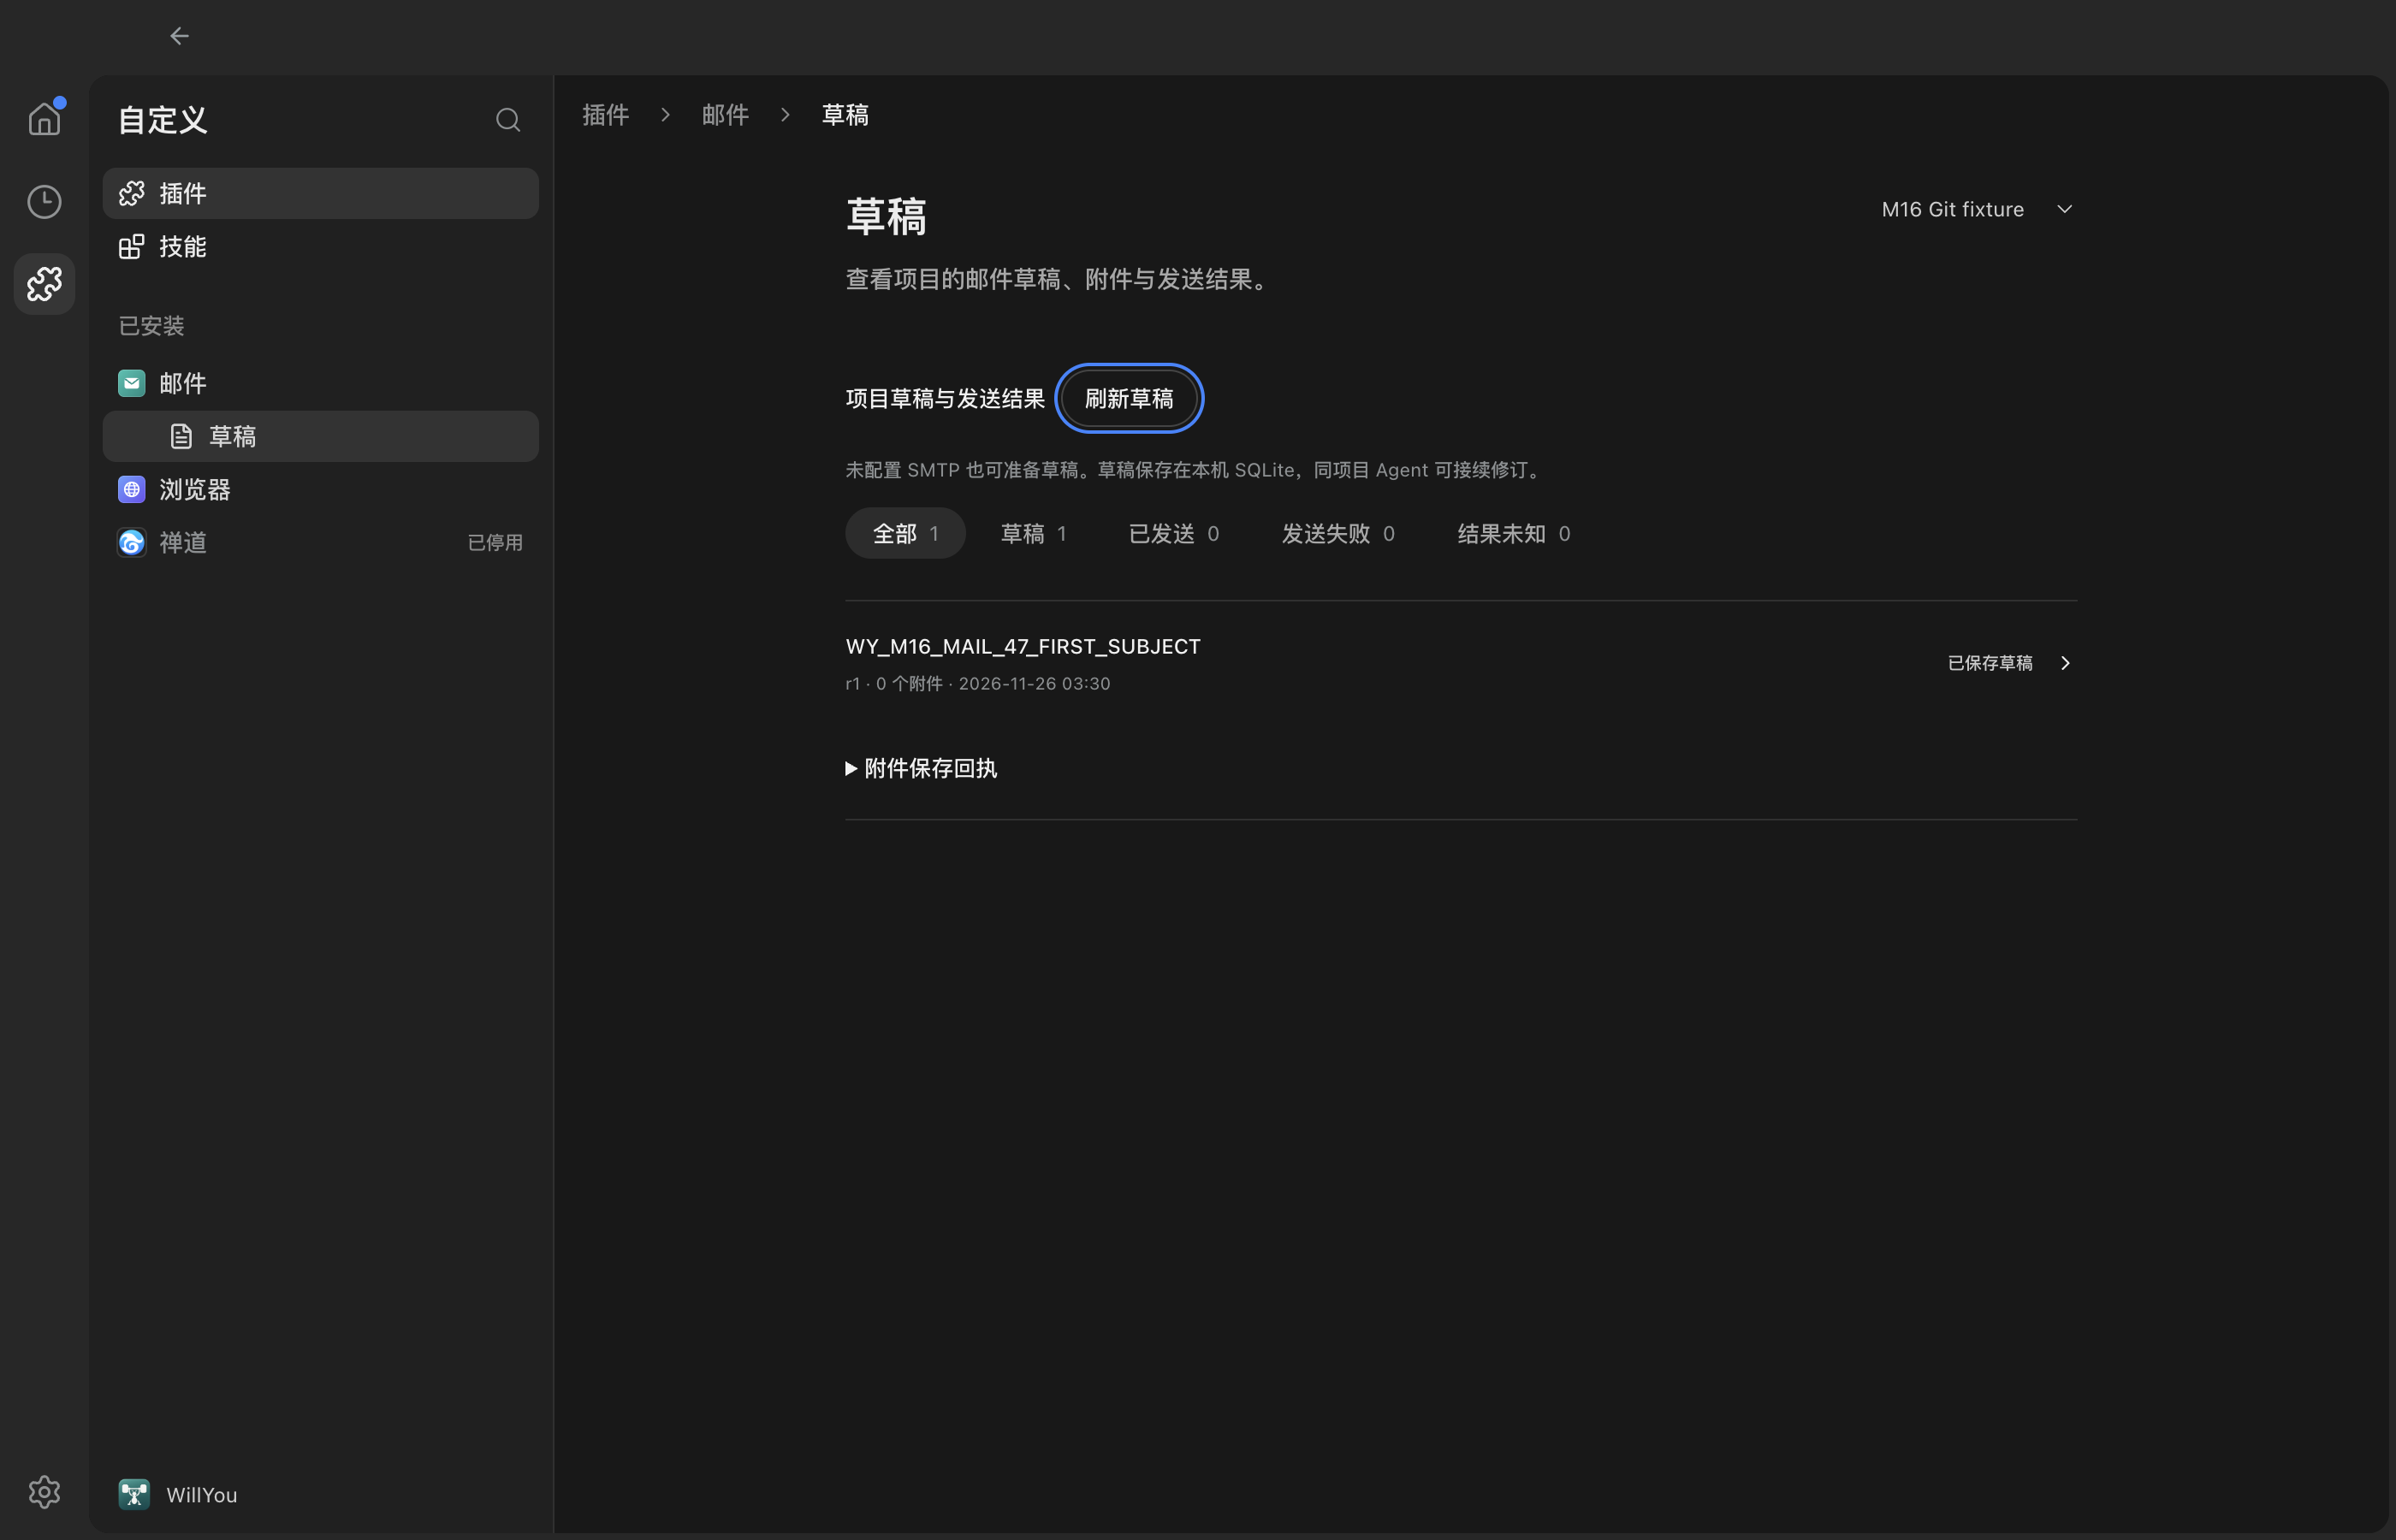 自定义
插件
技能
已安装
邮件
草稿
浏览器
禅道 已停用
WillYou
插件 > 邮件 > 草稿
草稿
M16 Git fixture
查看项目的邮件草稿、附件与发送结果。
项目草稿与发送结果 刷新草稿
未配置 SMTP 也可准备草稿。草稿保存在本机 SQLite，同项目 Agent 可接续修订。
全部 1 草稿 1 已发送 0 发送失败 0 结果未知 0
WY_M16_MAIL_47_FIRST_SUBJECT
r1 · 0 个附件 · 2026-11-26 03:30
已保存草稿
附件保存回执